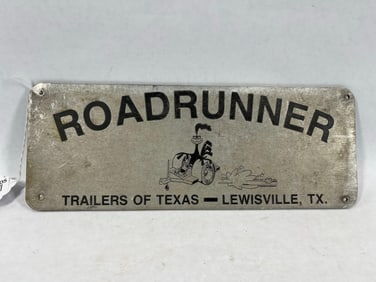 ROADRUNNER
TRAILERS OF TEXAS — LEWISVILLE, TX.